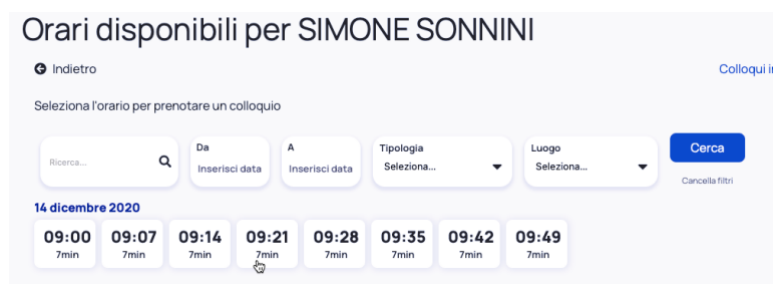 Orari disponibili per SIMONE SONNINI
Indietro
Colloqui i
Seleziona l'orario per prenotare un colloquio
Ricerca...
Da
Inserisci data
A
Inserisci data
Tipologia
Seleziona...
Luogo
Seleziona...
Cerca
Cancella filtri
14 dicembre 2020
09:00 09:07 09:14 09:21 09:28 09:35 09:42 09:49
7min 7min 7min 7min 7min 7min 7min 7min